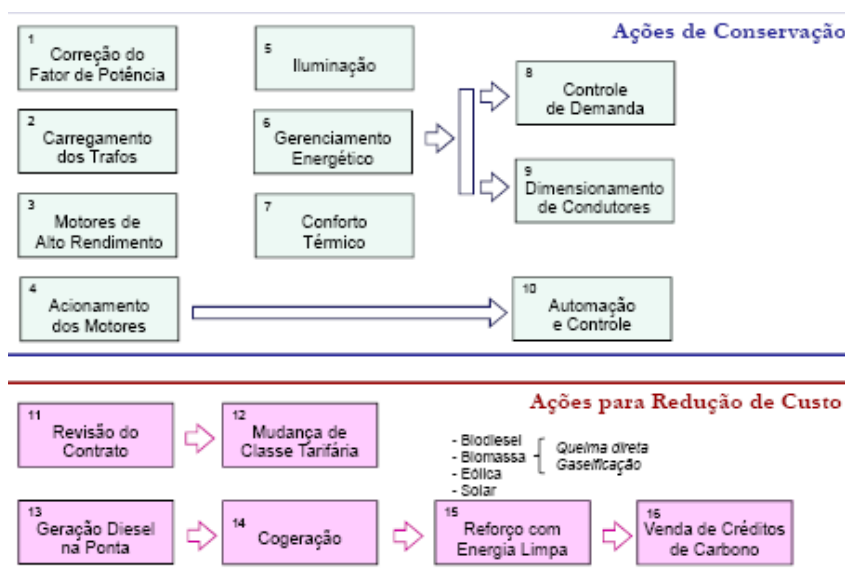 Ações de Conservação
1
Correção do
Fator de Potência
5
Iluminação
8
Controle
de Demanda
2
Carregamento
dos Trafos
6
Gerenciamento
Energético
9
Dimensionamento
de Condutores
3
Motores de
Alto Rendimento
7
Conforto
Térmico
4
Acionamento
dos Motores
10
Automação
e Controle
Ações para Redução de Custo
11
Revisão do
Contrato
12
Mudança de
Classe Tarifária
- Biodiesel
- Biomassa
- Eólica
- Solar
Queima direta
Gaseificação
13
Geração Diesel
na Ponta
14
Cogeração
15
Reforço com
Energia Limpa
16
Venda de Créditos
de Carbono